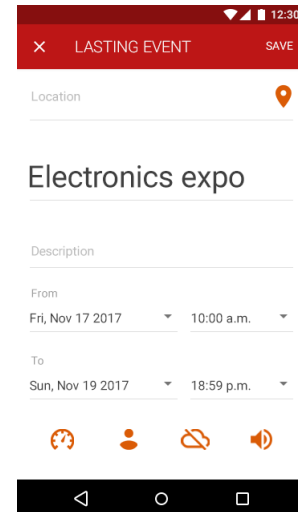 12:30
LASTING EVENT SAVE
Location
Electronics expo
Description
From
Fri, Nov 17 2017 10:00 a.m.
To
Sun, Nov 19 2017 18:59 p.m.